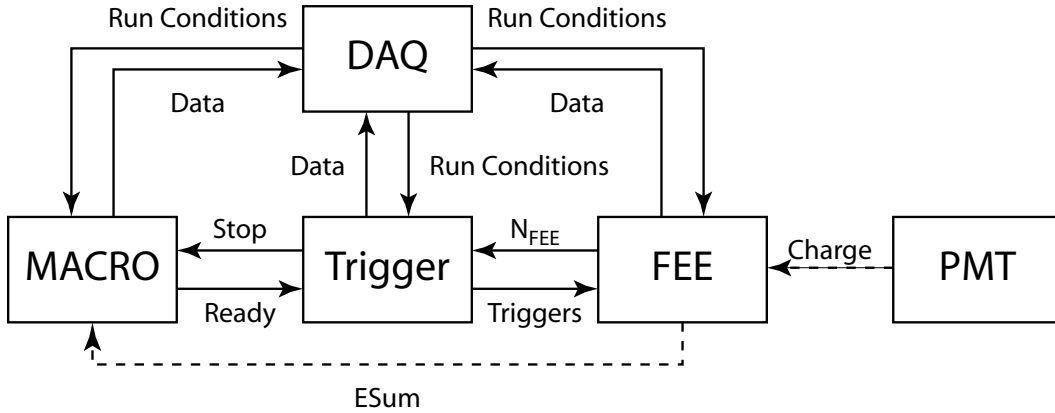 Run Conditions
DAQ
Run Conditions
Data
Data
Data
Run Conditions
MACRO
Stop
Ready
Trigger
N_FEE
Triggers
FEE
Charge
PMT
ESum